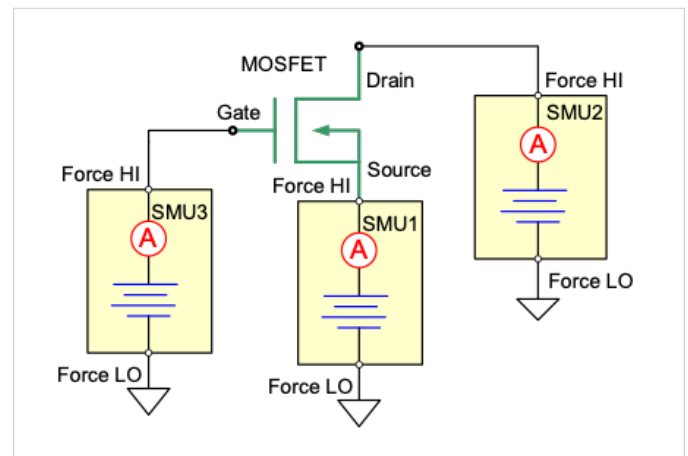 MOSFET
Drain
Force HI
SMU2
A
Gate
Force HI
SMU3
A
Source
Force HI
SMU1
A
Force LO
Force LO
Force LO